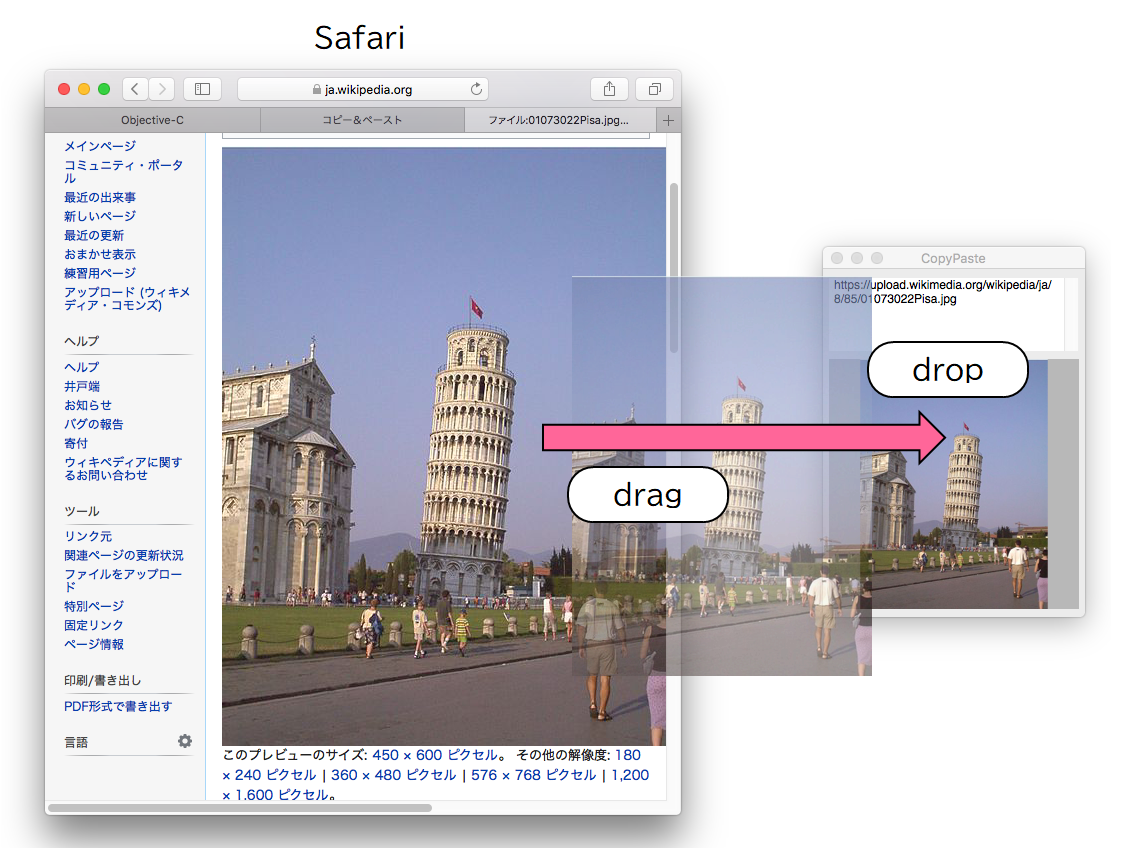 Safari
ja.wikipedia.org
Objective-C
コピー＆ペースト
ファイル:01073022Pisa.jpg...
メインページ
コミュニティ・ポータ
ル
最近の出来事
新しいページ
最近の更新
おまかせ表示
練習用ページ
アップロード (ウィキメ
ディア・コモンズ)
ヘルプ
ヘルプ
井戸端
お知らせ
バグの報告
寄付
ウィキペディアに関す
るお問い合わせ
ツール
リンク元
関連ページの更新状況
ファイルをアップロー
ド
特別ページ
固定リンク
ページ情報
印刷/書き出し
PDF形式で書き出す
言語
このプレビューのサイズ: 450 × 600 ピクセル。 その他の解像度: 180
× 240 ピクセル | 360 × 480 ピクセル | 576 × 768 ピクセル | 1,200
× 1,600 ピクセル。
drag
CopyPaste
https://upload.wikimedia.org/wikipedia/ja/
8/85/01073022Pisa.jpg
drop